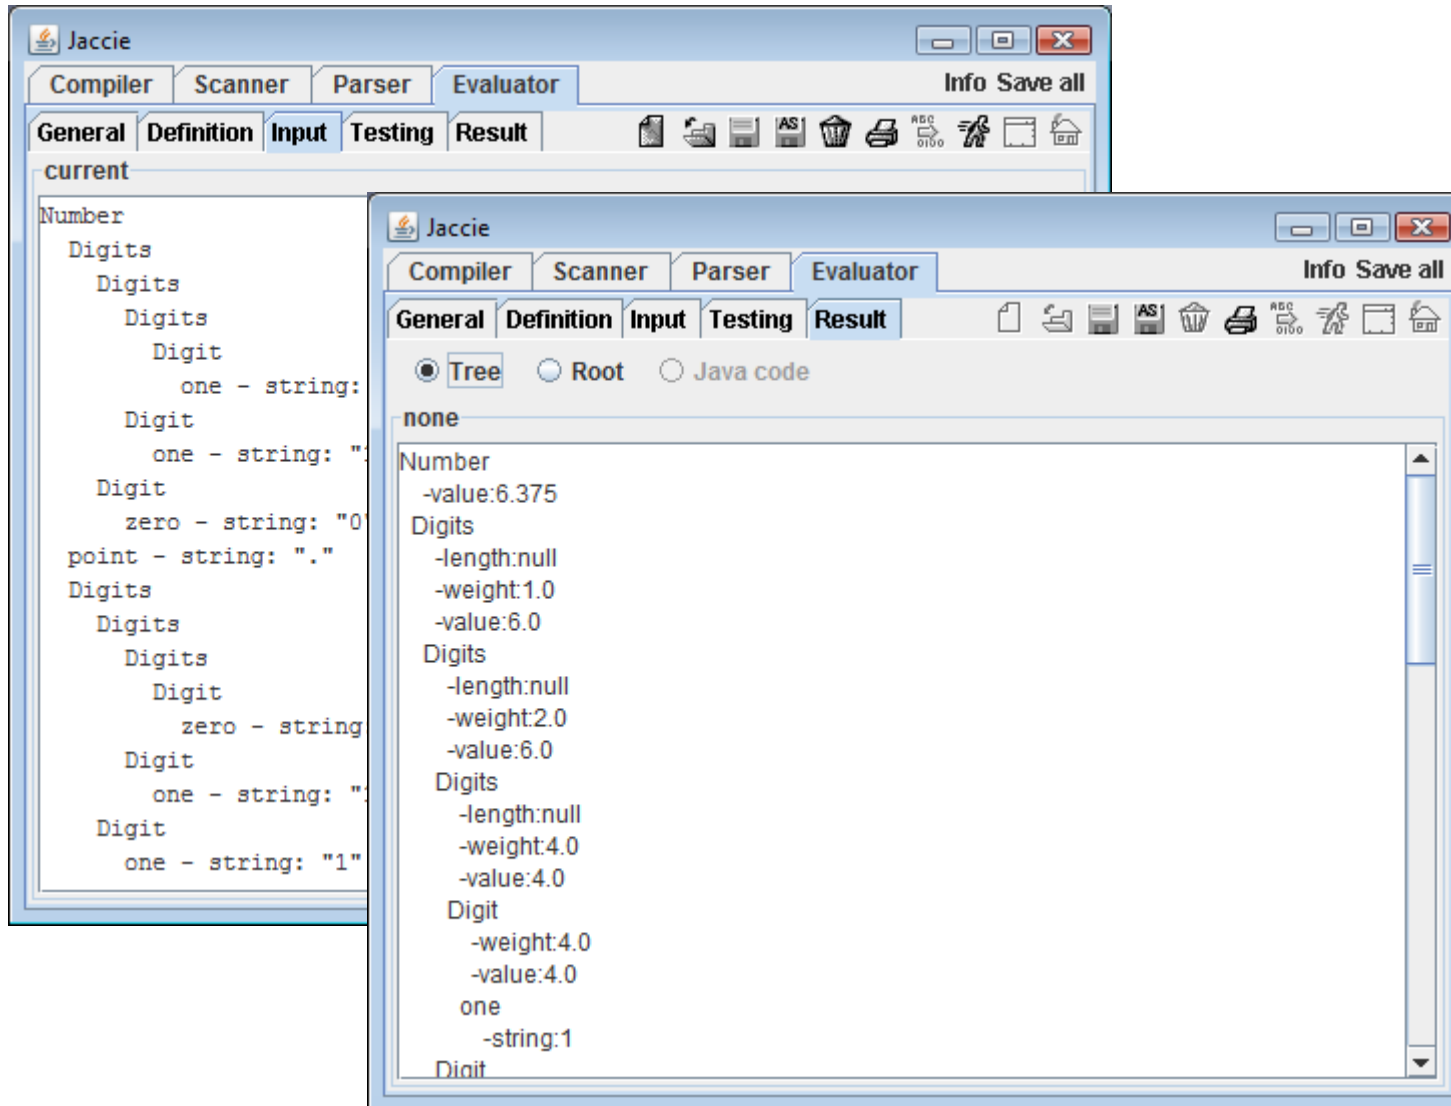 Jaccie
Compiler Scanner Parser Evaluator Info Save all
General Definition Input Testing Result
current
Number
Digits
Digits
Digits
Digit
one - string:
Digit
one - string: "
Digit
zero - string: "0
point - string: "."
Digits
Digits
Digits
Digit
zero - string
Digit
one - string: "
Digit
one - string: "1"
Jaccie
Compiler Scanner Parser Evaluator Info Save all
General Definition Input Testing Result
Tree Root Java code
none
Number
-value:6.375
Digits
-length:null
-weight:1.0
-value:6.0
Digits
-length:null
-weight:2.0
-value:6.0
Digits
-length:null
-weight:4.0
-value:4.0
Digit
-weight:4.0
-value:4.0
one
-string:1
Digit